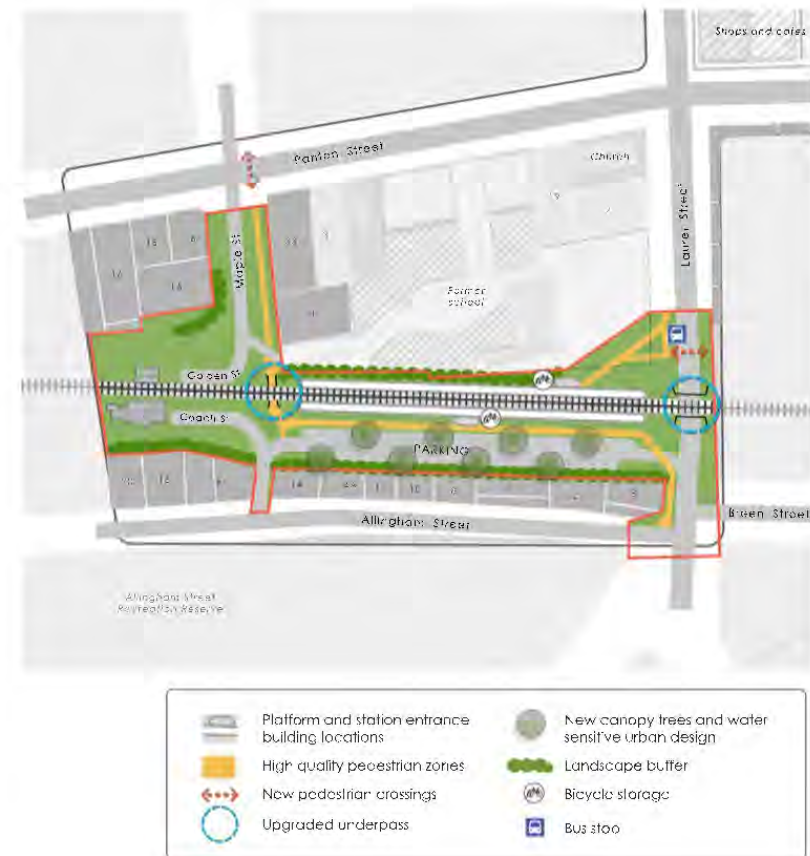 Shops and cafes
Panton Street
Church
Maple St
Laurel Street
Former
school
Golden St
Coach St
PARKING
Allingham Street
Breen Street
Allingham Street
Recreation Reserve
Platform and station entrance
building locations
High quality pedestrian zones
New pedestrian crossings
Upgraded underpass
New canopy trees and water
sensitive urban design
Landscape buffer
Bicycle storage
Bus stop